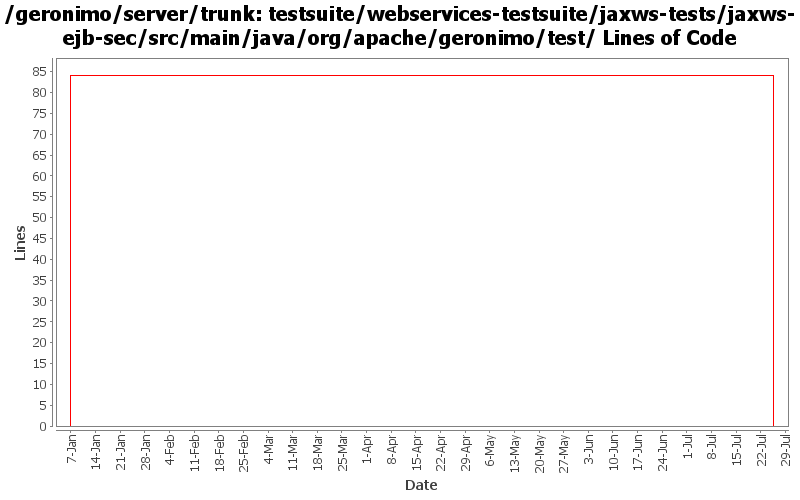 /geronimo/server/trunk: testsuite/webservices-testsuite/jaxws-tests/jaxws-
ejb-sec/src/main/java/org/apache/geronimo/test/ Lines of Code
Lines
85
80
75
70
65
60
55
50
45
40
35
30
25
20
15
10
5
0
7-Jan
14-Jan
21-Jan
28-Jan
4-Feb
11-Feb
18-Feb
25-Feb
4-Mar
11-Mar
18-Mar
25-Mar
1-Apr
8-Apr
15-Apr
22-Apr
29-Apr
6-May
13-May
20-May
27-May
3-Jun
10-Jun
17-Jun
24-Jun
1-Jul
8-Jul
15-Jul
22-Jul
29-Jul
Date